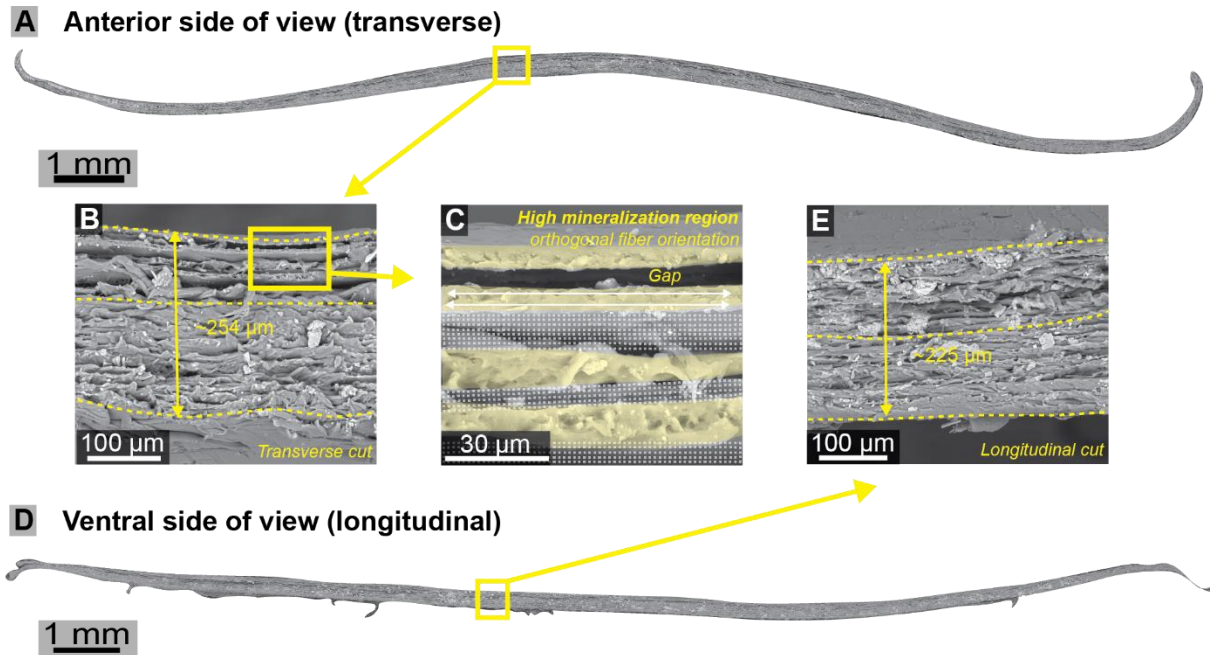 A Anterior side of view (transverse)
1 mm
B
~254 µm
100 µm
Transverse cut
C
High mineralization region
orthogonal fiber orientation
Gap
30 µm
E
~225 µm
100 µm
Longitudinal cut
D Ventral side of view (longitudinal)
1 mm